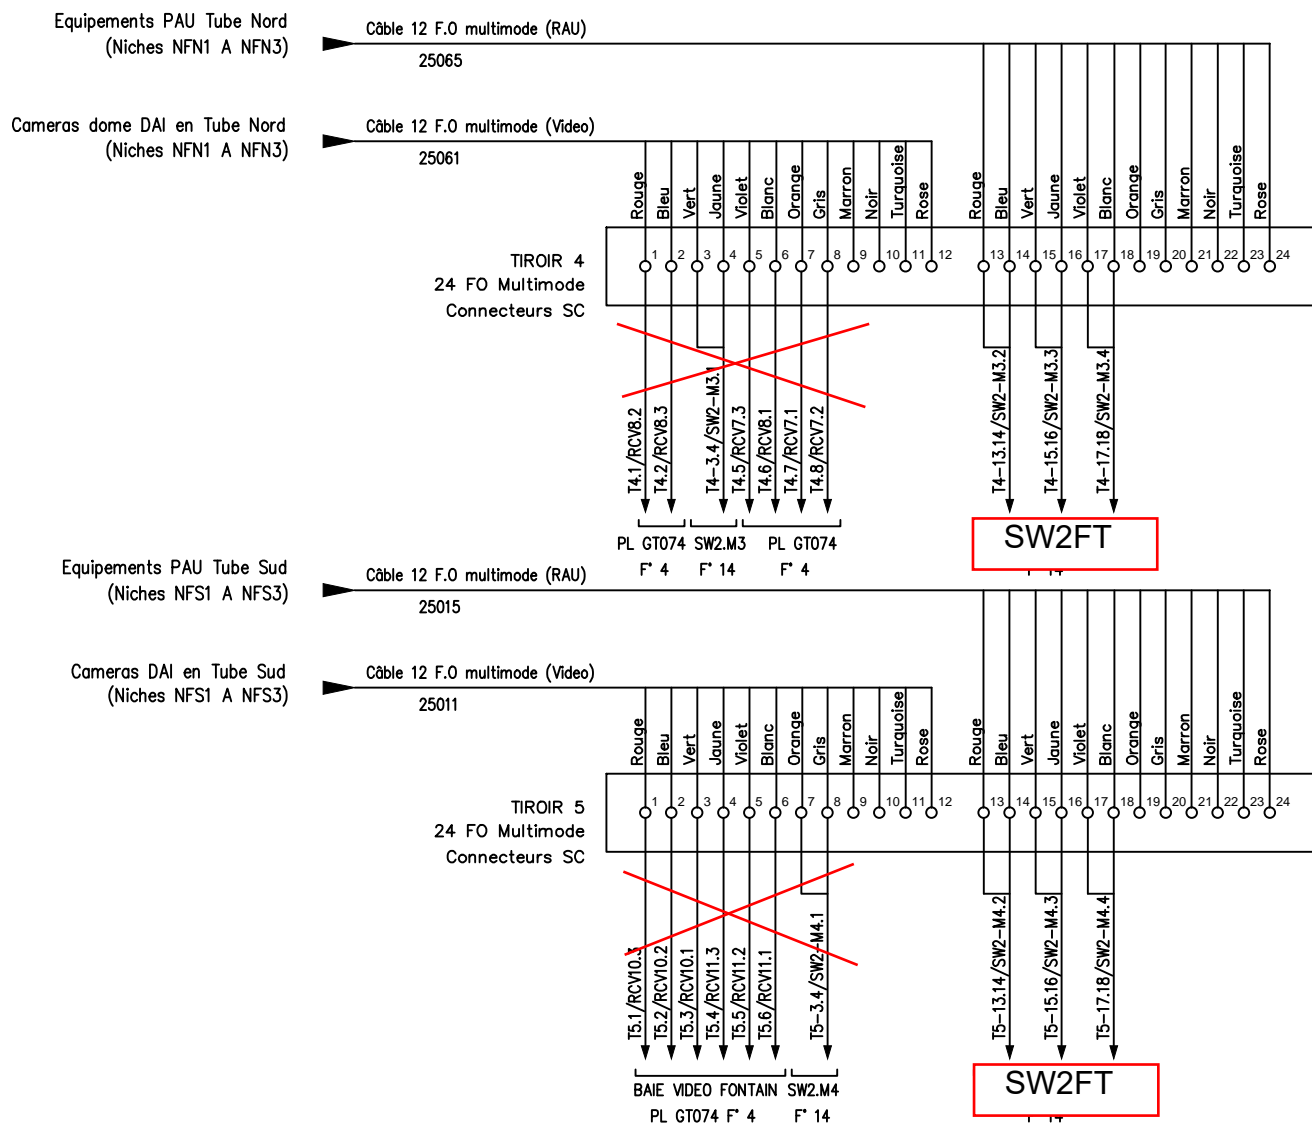 Equipements PAU Tube Nord
(Niches NFN1 A NFN3)
Câble 12 F.O multimode (RAU)
25065
Cameras dome DAI en Tube Nord
(Niches NFN1 A NFN3)
Câble 12 F.O multimode (Video)
25061
Rouge Bleu Vert Jaune Violet Blanc Orange Gris Marron Noir Turquoise Rose
Rouge Bleu Vert Jaune Violet Blanc Orange Gris Marron Noir Turquoise Rose
1 2 3 4 5 6 7 8 9 10 11 12 13 14 15 16 17 18 19 20 21 22 23 24
TIROIR 4
24 FO Multimode
Connecteurs SC
T4.1/RCV8.2
T4.2/RCV8.3
T4-3.4/SW2-M3.1
T4.5/RCV7.3
T4.6/RCV8.1
T4.7/RCV7.1
T4.8/RCV7.2
T4-13.14/SW2-M3.2
T4-15.16/SW2-M3.3
T4-17.18/SW2-M3.4
PL GT074 SW2.M3 PL GT074
F° 4 F° 14 F° 4
SW2FT
Equipements PAU Tube Sud
(Niches NFS1 A NFS3)
Câble 12 F.O multimode (RAU)
25015
Cameras DAI en Tube Sud
(Niches NFS1 A NFS3)
Câble 12 F.O multimode (Video)
25011
Rouge Bleu Vert Jaune Violet Blanc Orange Gris Marron Noir Turquoise Rose
Rouge Bleu Vert Jaune Violet Blanc Orange Gris Marron Noir Turquoise Rose
1 2 3 4 5 6 7 8 9 10 11 12 13 14 15 16 17 18 19 20 21 22 23 24
TIROIR 5
24 FO Multimode
Connecteurs SC
T5.1/RCV10.3
T5.2/RCV10.2
T5.3/RCV10.1
T5.4/RCV11.3
T5.5/RCV11.2
T5.6/RCV11.1
T5-3.4/SW2-M4.1
T5-13.14/SW2-M4.2
T5-15.16/SW2-M4.3
T5-17.18/SW2-M4.4
BAIE VIDEO FONTAIN SW2.M4
PL GT074 F° 4 F° 14
SW2FT